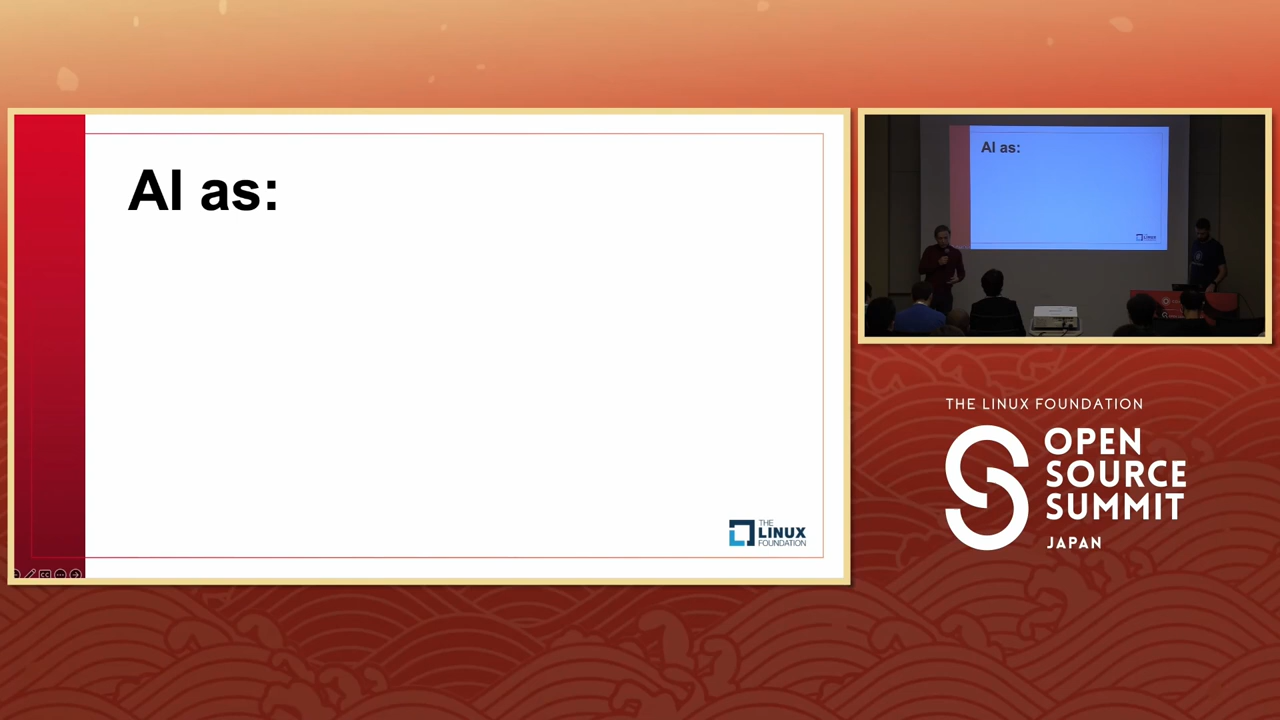 AI as:
THE
LINUX
FOUNDATION
AI as:
THE LINUX FOUNDATION
OPEN
SOURCE
SUMMIT
JAPAN